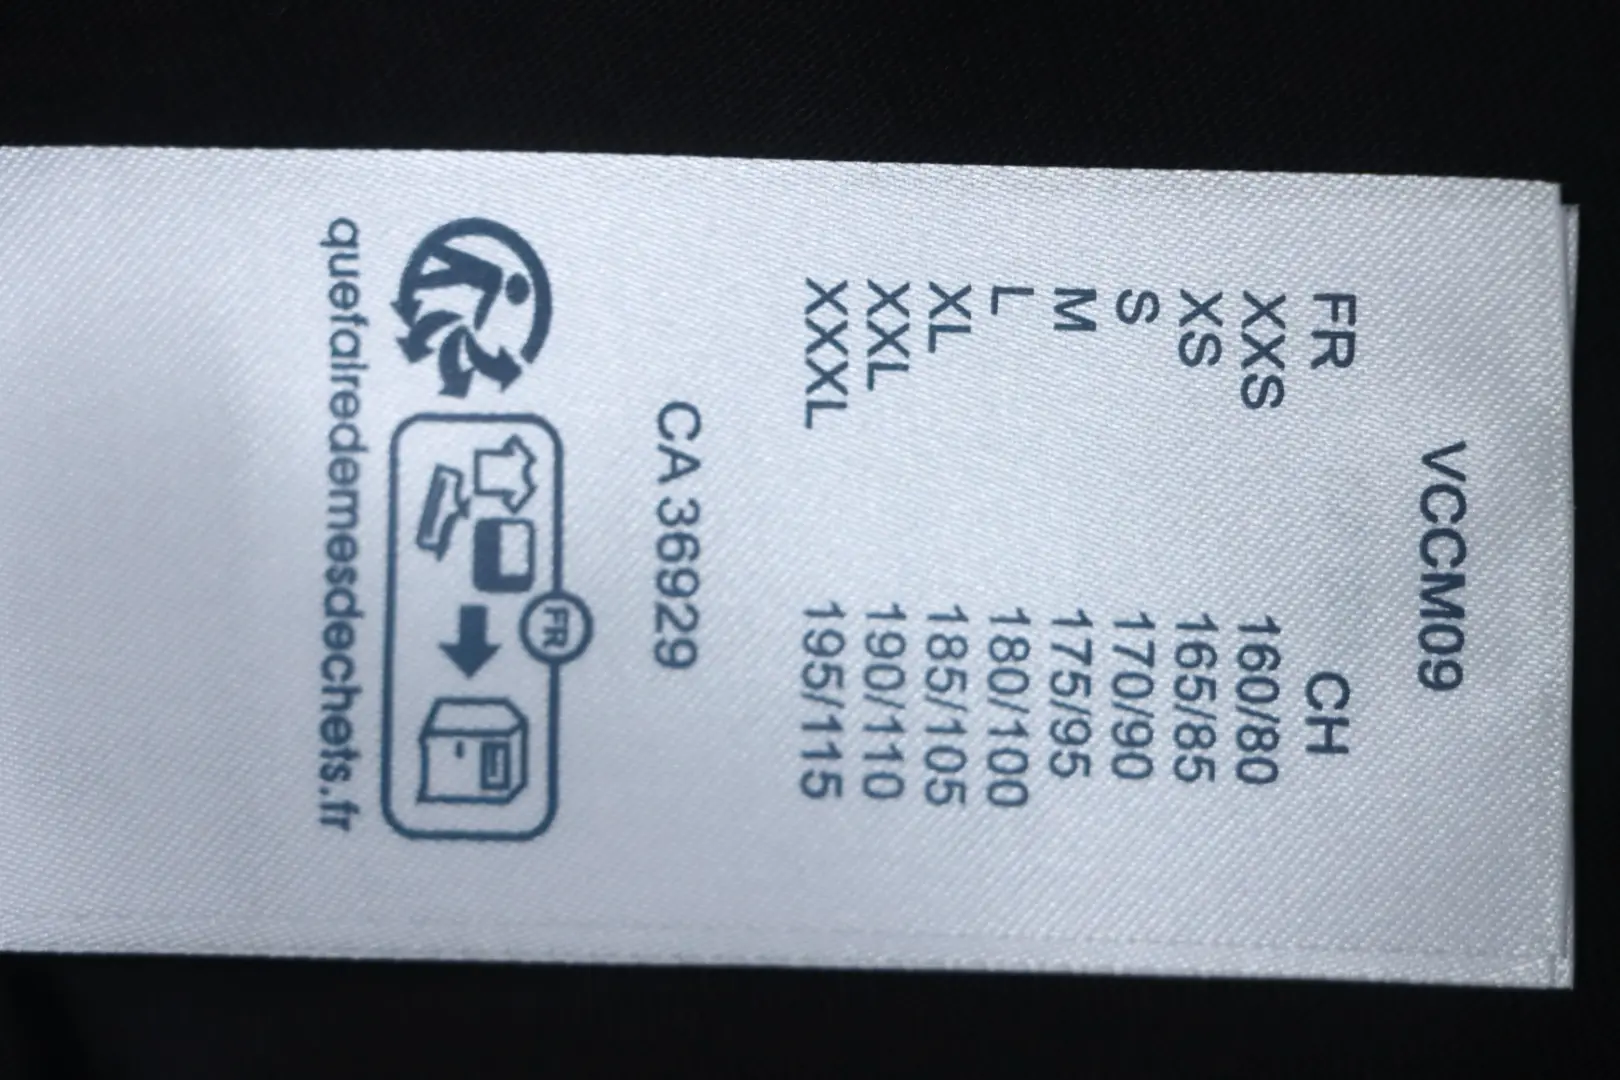 VCCM09
FR CH
XXS 160/80
XS 165/85
S 170/90
M 175/95
L 180/100
XL 185/105
XXL 190/110
XXXL 195/115
CA 36929
FR
quefairedemesdechets.fr